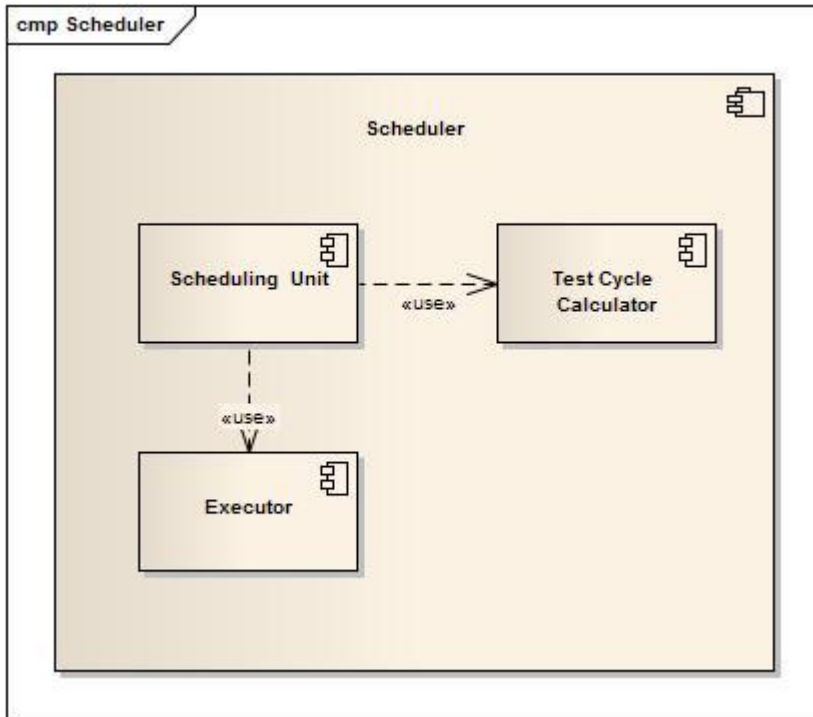 cmp Scheduler
Scheduler
Scheduling Unit
«use»
Test Cycle
Calculator
«use»
Executor